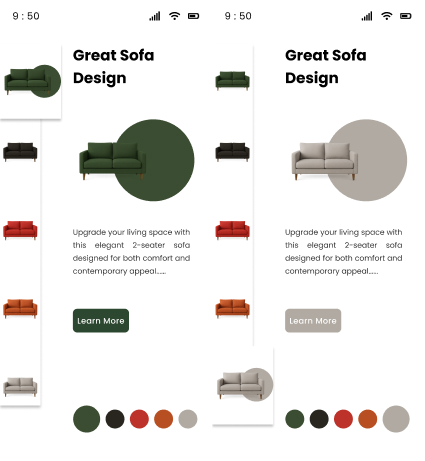 9 : 50
Great Sofa
Design
Upgrade your living space with
this elegant 2-seater sofa
designed for both comfort and
contemporary appeal.....
Learn More
9 : 50
Great Sofa
Design
Upgrade your living space with
this elegant 2-seater sofa
designed for both comfort and
contemporary appeal.....
Learn More